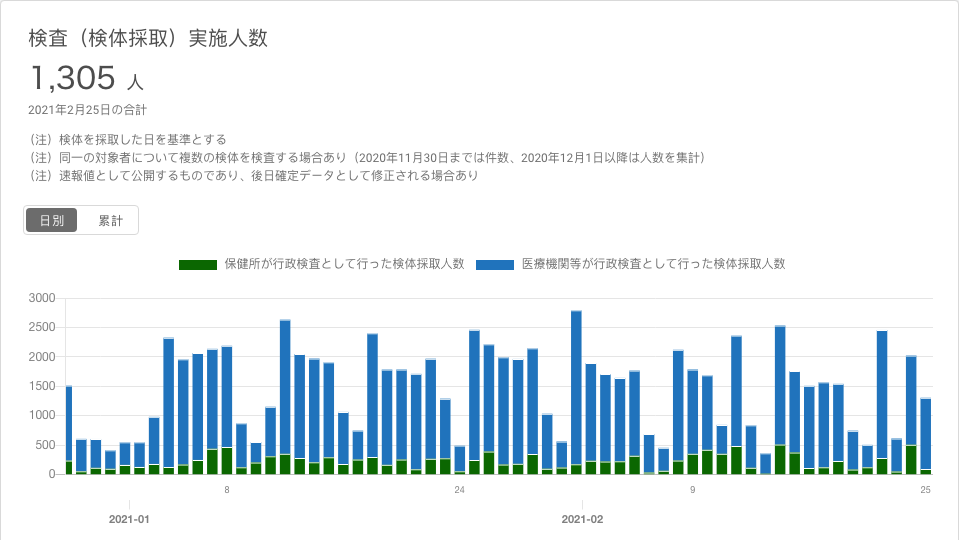 検査（検体採取）実施人数
1,305 人
2021年2月25日の合計
（注）検体を採取した日を基準とする
（注）同一の対象者について複数の検体を検査する場合あり（2020年11月30日までは件数、2020年12月1日以降は人数を集計）
（注）速報値として公開するものであり、後日確定データとして修正される場合あり
日別 累計
保健所が行政検査として行った検体採取人数 医療機関等が行政検査として行った検体採取人数
3000
2500
2000
1500
1000
500
0
8 24 9 25
2021-01 2021-02